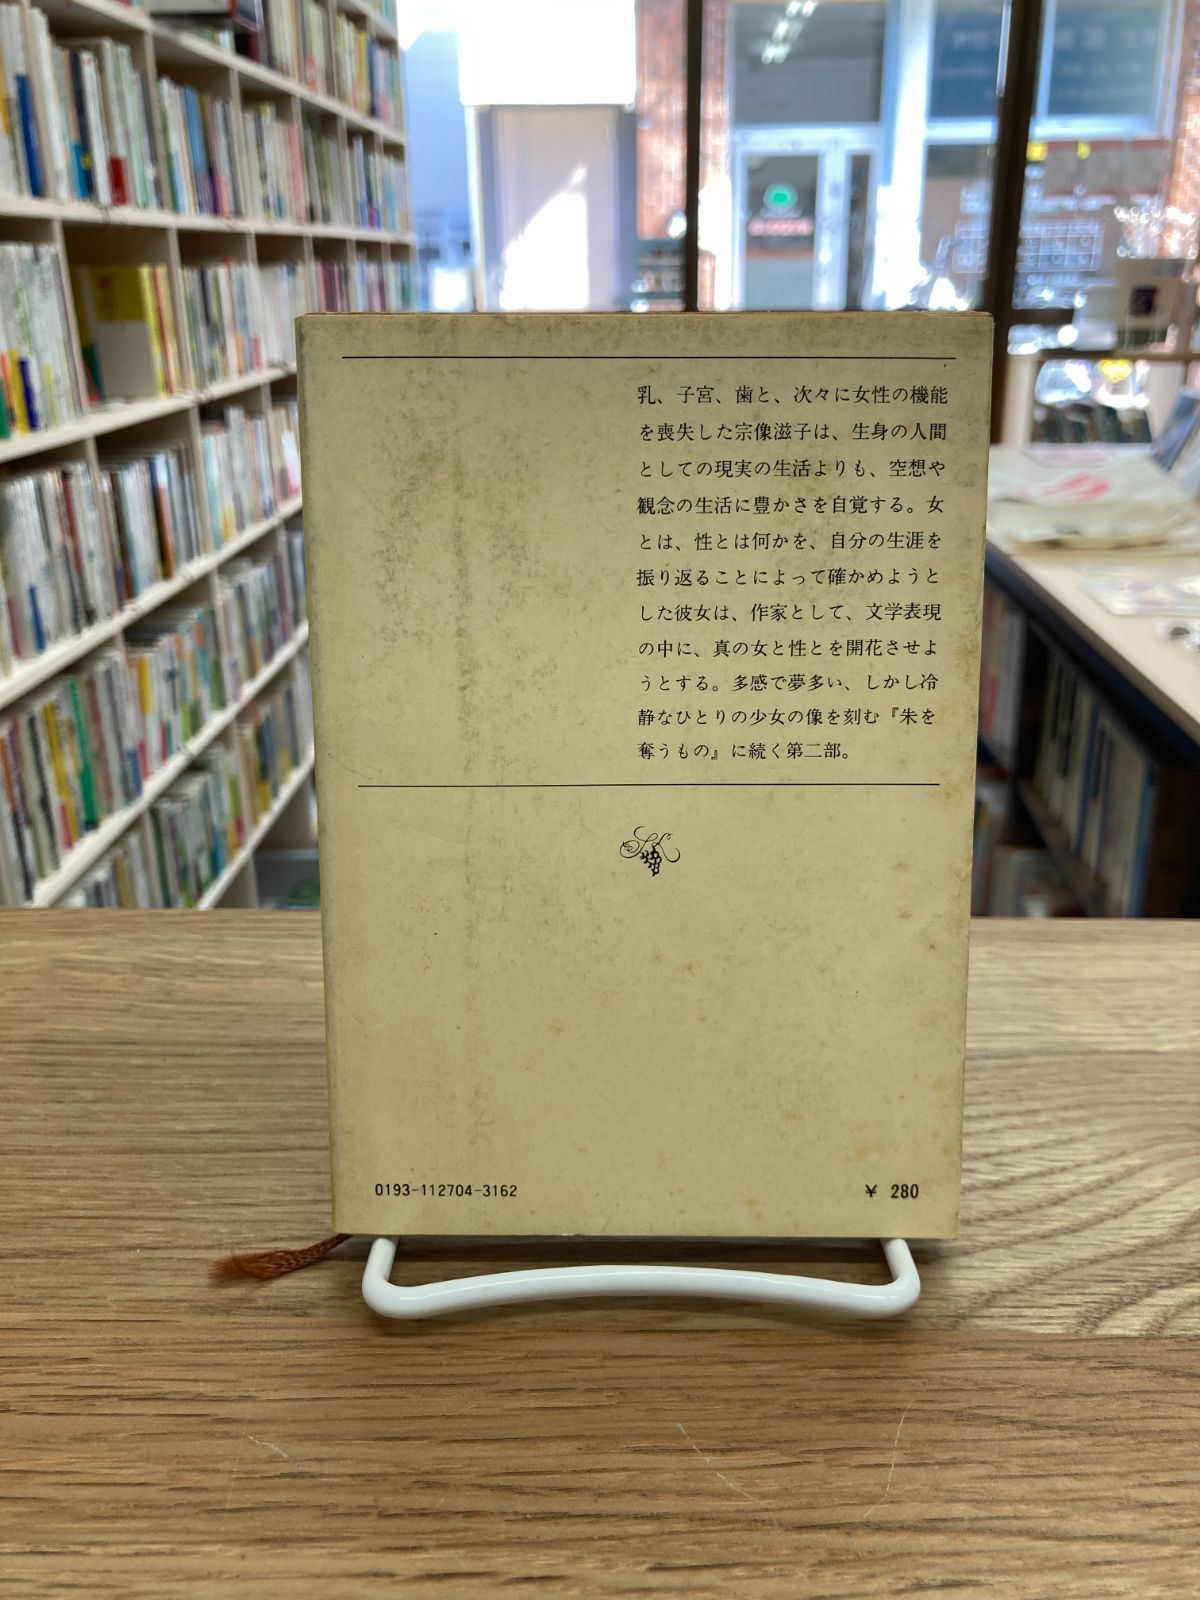 乳、子宮、歯と、次々に女性の機能
を喪失した宗像滋子は、生身の人間
としての現実の生活よりも、空想や
観念の生活に豊かさを自覚する。女
とは、性とは何かを、自分の生涯を
振り返ることによって確かめようと
した彼女は、作家として、文学表現
の中に、真の女と性とを開花させよ
うとする。多感で夢多い、しかし冷
静なひとりの少女の像を刻む『朱を
奪うもの』に続く第二部。
0193-112704-3162
¥ 280